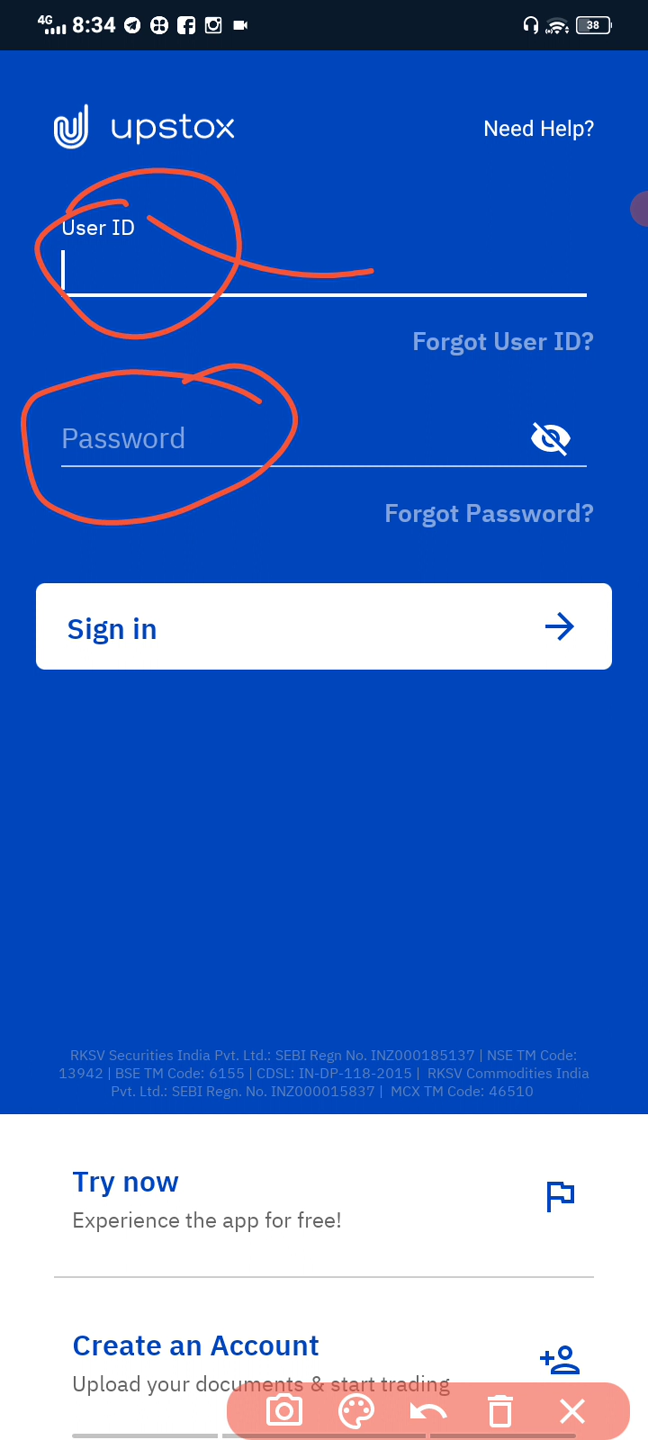 4G 8:34 38
upstox Need Help?
User ID
Forgot User ID?
Password
Forgot Password?
Sign in
RKSV Securities India Pvt. Ltd.: SEBI Regn No. INZ000185137 | NSE TM Code:
13942 | BSE TM Code: 6155 | CDSL: IN-DP-118-2015 | RKSV Commodities India
Pvt. Ltd.: SEBI Regn. No. INZ000015837 | MCX TM Code: 46510
Try now
Experience the app for free!
Create an Account
Upload your documents & start trading